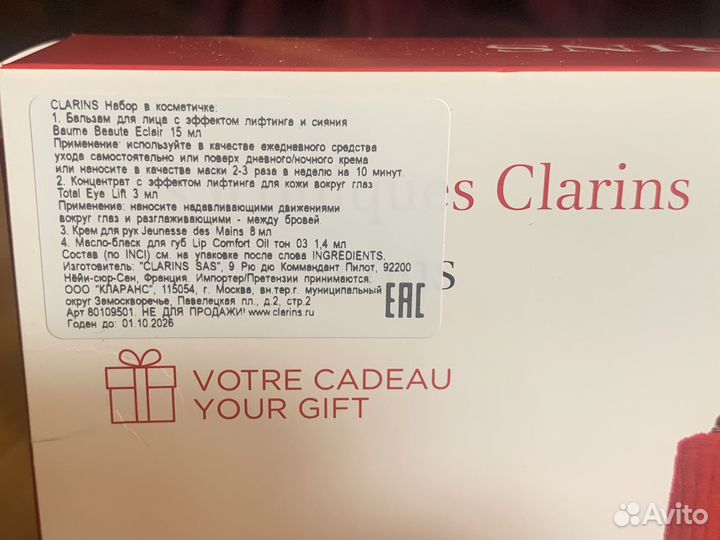 RINS
CLARINS Набор в косметичке:
1. Бальзам для лица с эффектом лифтинга и сияния
Baume Beaute Eclair 15 мл
Применение: используйте в качестве ежедневного средства
ухода самостоятельно или поверх дневного/ночного крема
или наносите в качестве маски 2-3 раза в неделю на 10 минут.
2. Концентрат с эффектом лифтинга для кожи вокруг глаз
Total Eye Lift 3 мл
Применение: наносите надавливающими движениями
вокруг глаз и разглаживающими - между бровей
3. Крем для рук Jeunesse des Mains 8 мл
4. Масло-блеск для губ Lip Comfort Oil тон 03 1,4 мл
Состав (по INCI) см. на упаковке после слова INGREDIENTS.
Изготовитель: "CLARINS SAS", 9 Рю дю Коммандант Пилот, 92200
Нёйи-сюр-Сен, Франция. Импортер/Претензии принимаются:
ООО "КЛАРАНС", 115054, г. Москва, вн.тер.г. муниципальный
округ Замоскворечье, Павелецкая пл., д.2, стр.2
Арт 80109501. НЕ ДЛЯ ПРОДАЖИ! www.clarins.ru
Годен до: 01.10.2026
EAC
ques Clarins
s
VOTRE CADEAU
YOUR GIFT
Avito